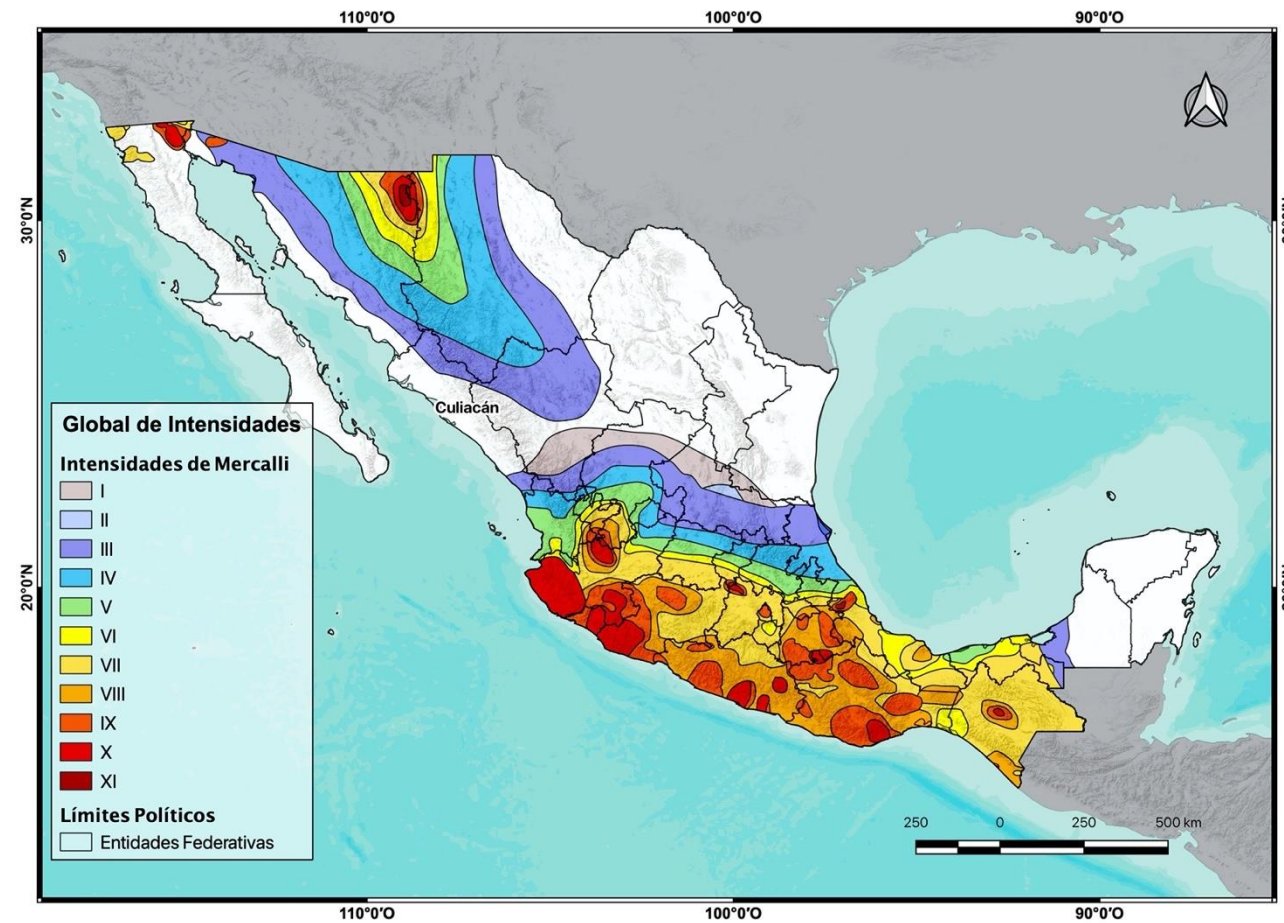 110°0'O 100°0'O 90°0'O
30°0'N
20°0'N
Culiacán
Global de Intensidades
Intensidades de Mercalli
I
II
III
IV
V
VI
VII
VIII
IX
X
XI
Límites Políticos
Entidades Federativas
250 0 250 500 km
110°0'O 100°0'O 90°0'O